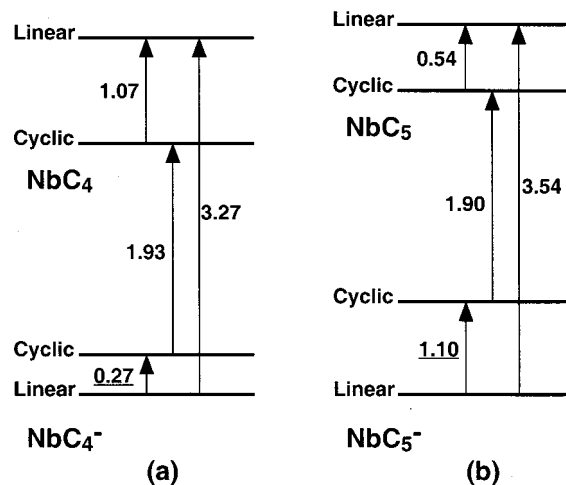 Linear
1.07
Cyclic
NbC4
3.27
1.93
Cyclic
0.27
Linear
NbC4-
(a)
Linear
0.54
Cyclic
NbC5
3.54
1.90
Cyclic
1.10
Linear
NbC5-
(b)